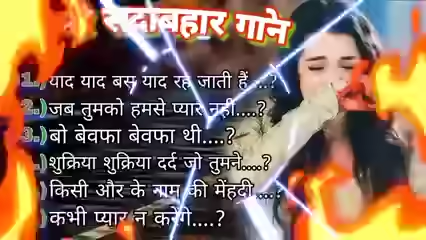 सदाबहार गाने
1.) याद याद बस याद रह जाती हैं ...?
2.) जब तुमको हमसे प्यार नही....?
3.) बो बेवफा बेवफा थी....?
.) शुक्रिया शुक्रिया दर्द जो तुमने....?
.) किसी और के नाम की मेंहदी ...?
) कभी प्यार न करेगी....?